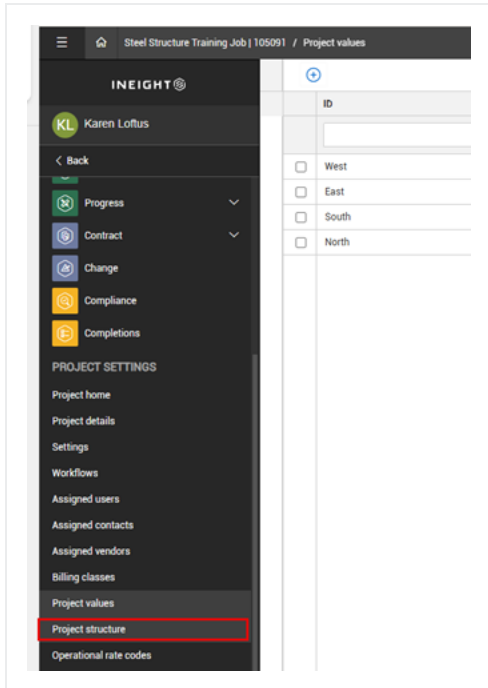 Steel Structure Training Job | 105091 / Project values
INEIGHT
KL Karen Loftus
< Back
Progress
Contract
Change
Compliance
Completions
PROJECT SETTINGS
Project home
Project details
Settings
Workflows
Assigned users
Assigned contacts
Assigned vendors
Billing classes
Project values
Project structure
Operational rate codes
ID
West
East
South
North